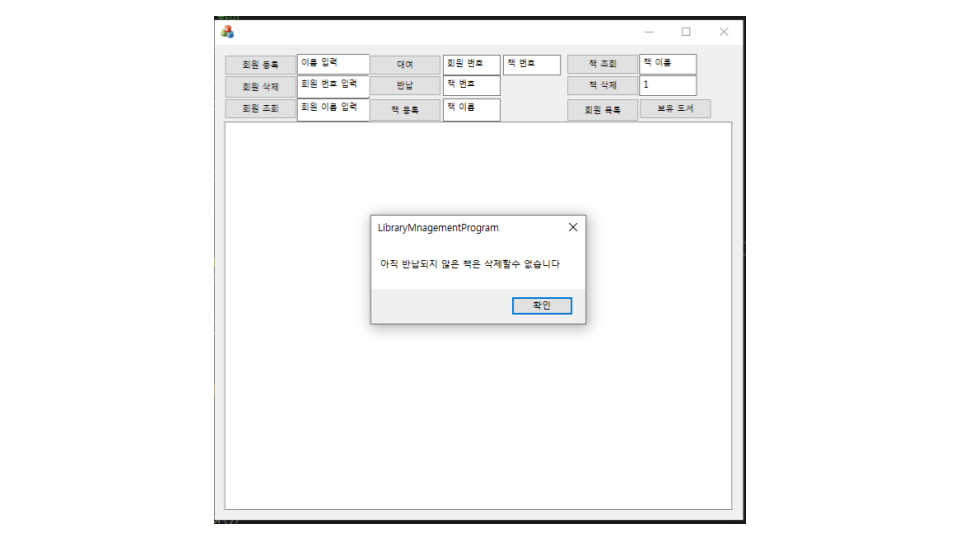 회원 등록 이름 입력 대여 회원 번호 책 번호 책 조회 책 이름
회원 삭제 회원 번호 입력 반납 책 번호 책 삭제 1
회원 조회 회원 이름 입력 책 등록 책 이름 회원 목록 보유 도서
LibraryMnagementProgram
아직 반납되지 않은 책은 삭제할수 없습니다
확인